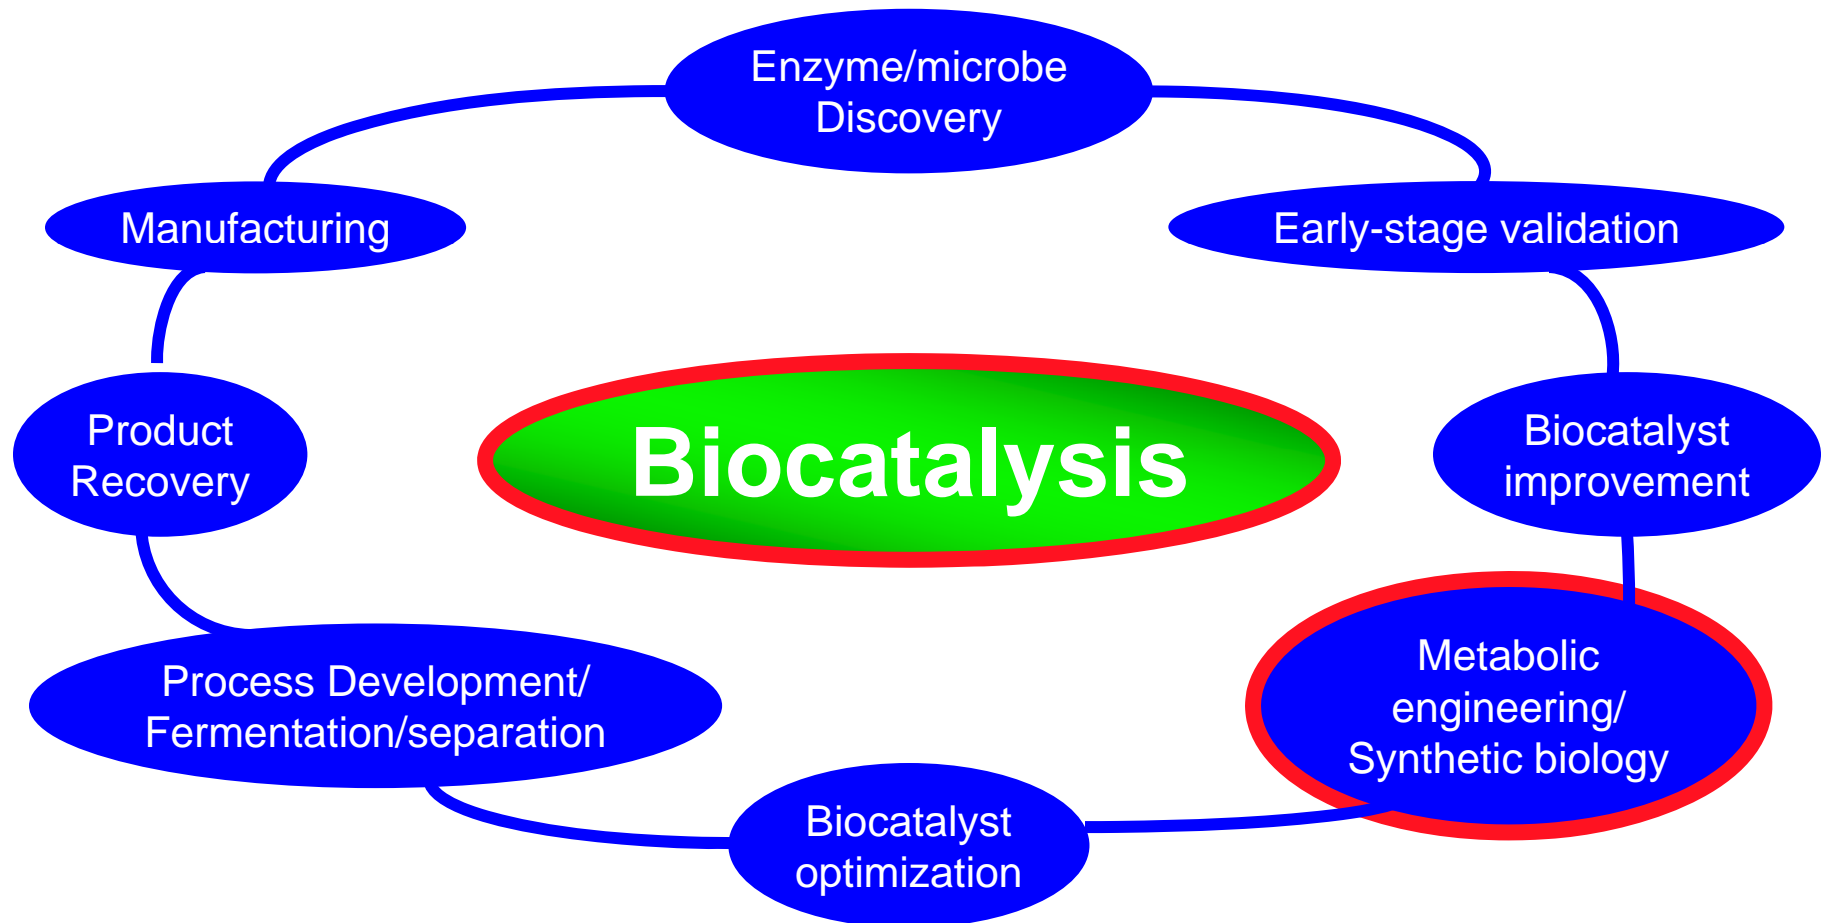 Enzyme/microbe
Discovery
Manufacturing
Early-stage validation
Product
Recovery
Biocatalysis
Biocatalyst
improvement
Process Development/
Fermentation/separation
Metabolic
engineering/
Synthetic biology
Biocatalyst
optimization